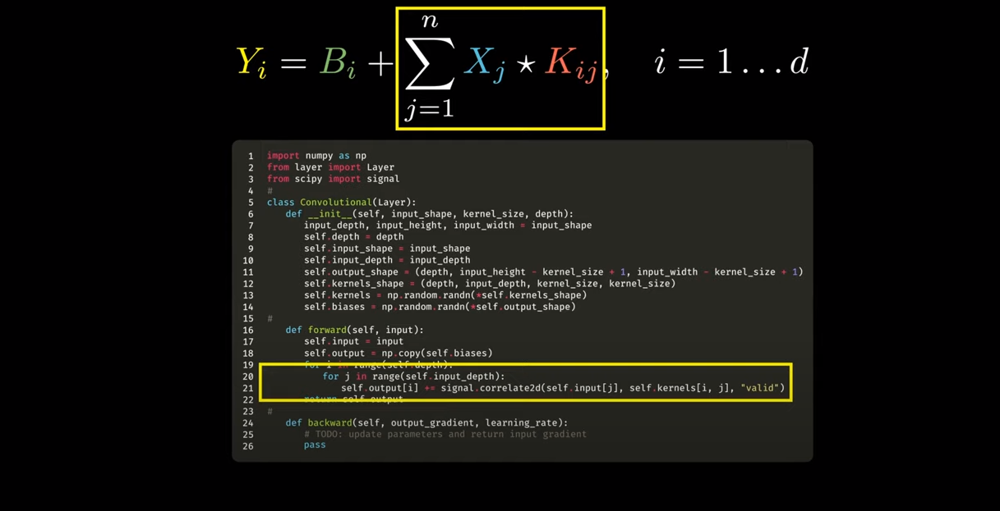 Y_i = B_i + \sum_{j=1}^{n} X_j \star K_{ij}, i = 1 \ldots d
1 import numpy as np
2 from layer import Layer
3 from scipy import signal
4 #
5 class Convolutional(Layer):
6     def __init__(self, input_shape, kernel_size, depth):
7         input_depth, input_height, input_width = input_shape
8         self.depth = depth
9         self.input_shape = input_shape
10         self.input_depth = input_depth
11         self.output_shape = (depth, input_height - kernel_size + 1, input_width - kernel_size + 1)
12         self.kernels_shape = (depth, input_depth, kernel_size, kernel_size)
13         self.kernels = np.random.randn(*self.kernels_shape)
14         self.biases = np.random.randn(*self.output_shape)
15 #
16     def forward(self, input):
17         self.input = input
18         self.output = np.copy(self.biases)
19         for i in range(self.depth):
20             for j in range(self.input_depth):
21                 self.output[i] += signal.correlate2d(self.input[j], self.kernels[i, j], "valid")
22         return self.output
23 #
24     def backward(self, output_gradient, learning_rate):
25         # TODO: update parameters and return input gradient
26         pass